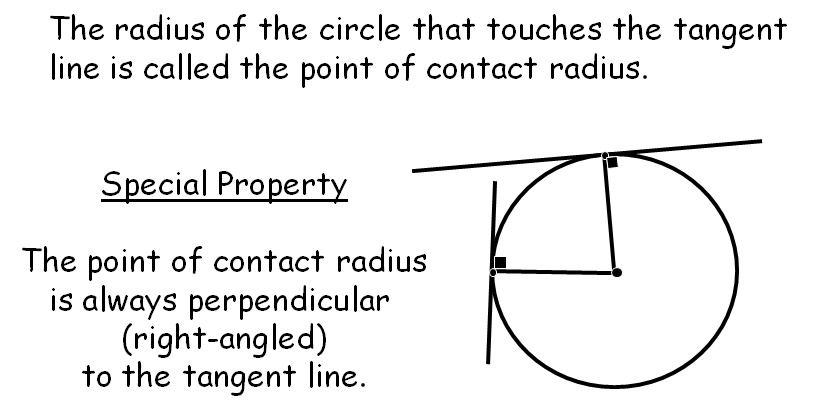 The radius of the circle that touches the tangent
line is called the point of contact radius.
Special Property
The point of contact radius
is always perpendicular
(right-angled)
to the tangent line.